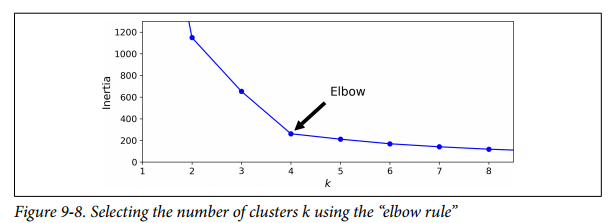 1200
1000
800
600
400
200
0
Inertia
Elbow
1 2 3 4 5 6 7 8
k
Figure 9-8. Selecting the number of clusters k using the “elbow rule”